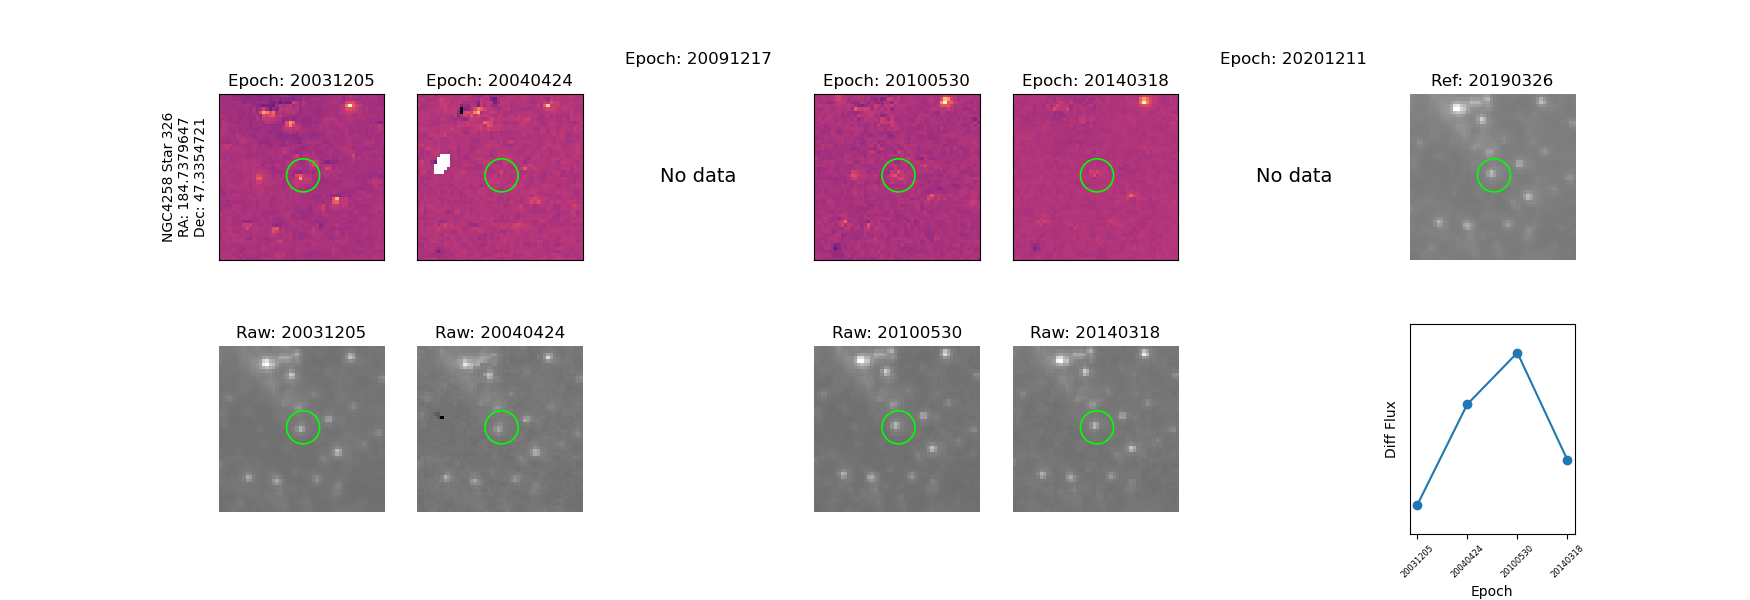 Epoch: 20091217
Epoch: 20201211
Epoch: 20031205
Epoch: 20040424
Epoch: 20100530
Epoch: 20140318
Ref: 20190326
NGC4258 Star 326
RA: 184.7379647
Dec: 47.3354721
No data
No data
Raw: 20031205
Raw: 20040424
Raw: 20100530
Raw: 20140318
Diff Flux
20031205
20040424
20100530
20140318
Epoch